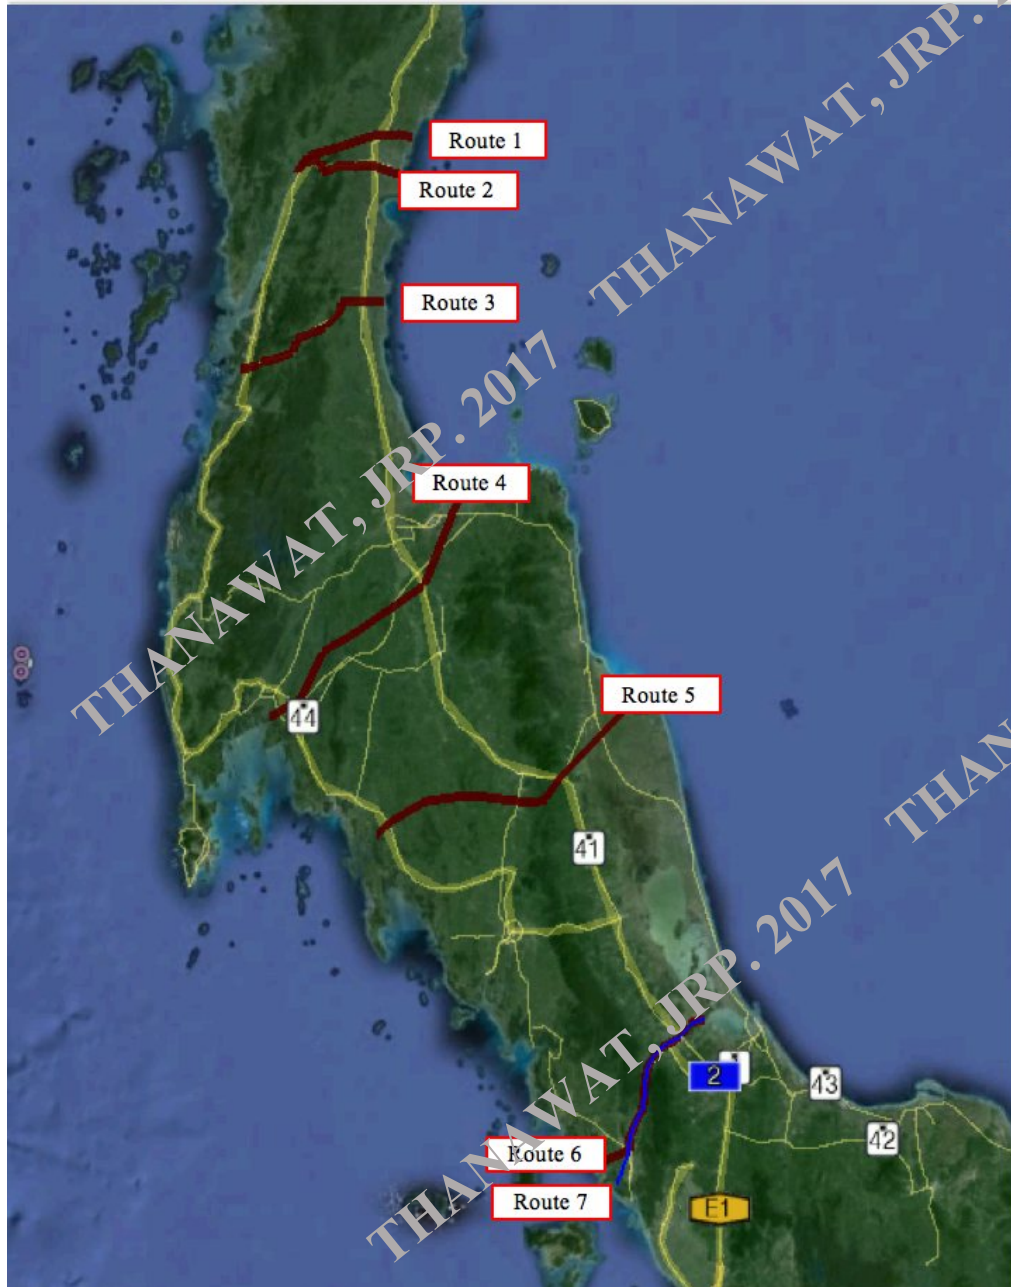 THANAWAT, JRP. 2017
Route 1
Route 2
Route 3
THANAWAT, JRP. 2017
Route 4
Route 5
44
THAN
41
THANAWAT, JRP. 2017
2
43
42
Route 6
Route 7
E1